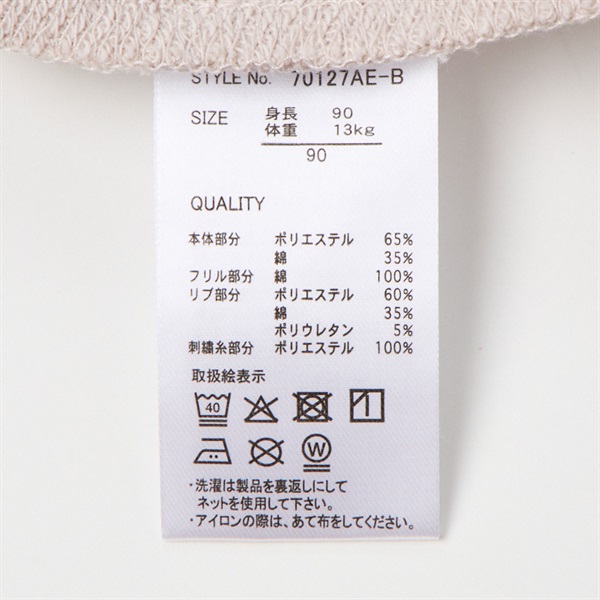 STYLE No. 70127AE-B
SIZE 身長 90
体重 13kg
90
QUALITY
本体部分 ポリエステル 65%
綿 35%
フリル部分 綿 100%
リブ部分 ポリエステル 60%
綿 35%
ポリウレタン 5%
刺繍糸部分 ポリエステル 100%
取扱絵表示
40
W
・洗濯は製品を裏返しにして
ネットを使用して下さい。
・アイロンの際は、あて布をしてください。